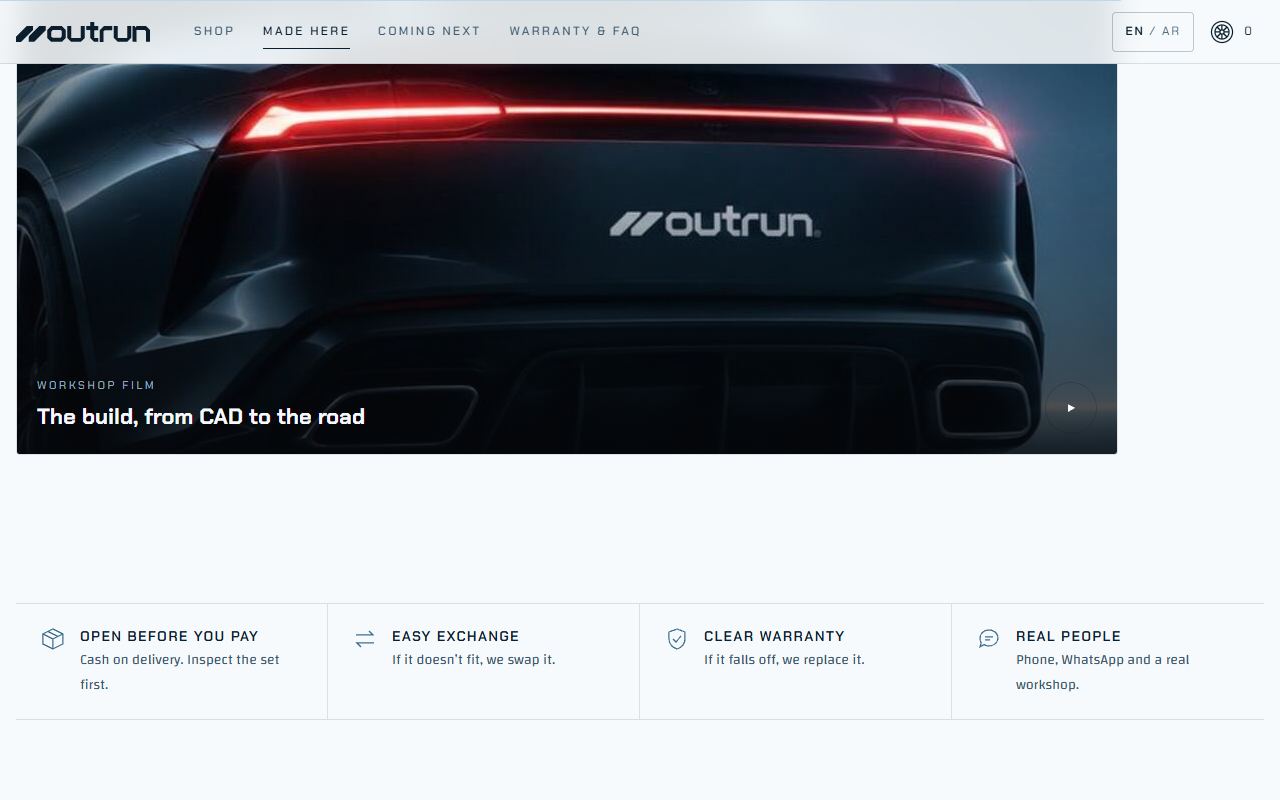 outrun
SHOP
MADE HERE
COMING NEXT
WARRANTY & FAQ
EN / AR
0
outrun
WORKSHOP FILM
The build, from CAD to the road
OPEN BEFORE YOU PAY
Cash on delivery. Inspect the set
first.
EASY EXCHANGE
If it doesn't fit, we swap it.
CLEAR WARRANTY
If it falls off, we replace it.
REAL PEOPLE
Phone, WhatsApp and a real
workshop.